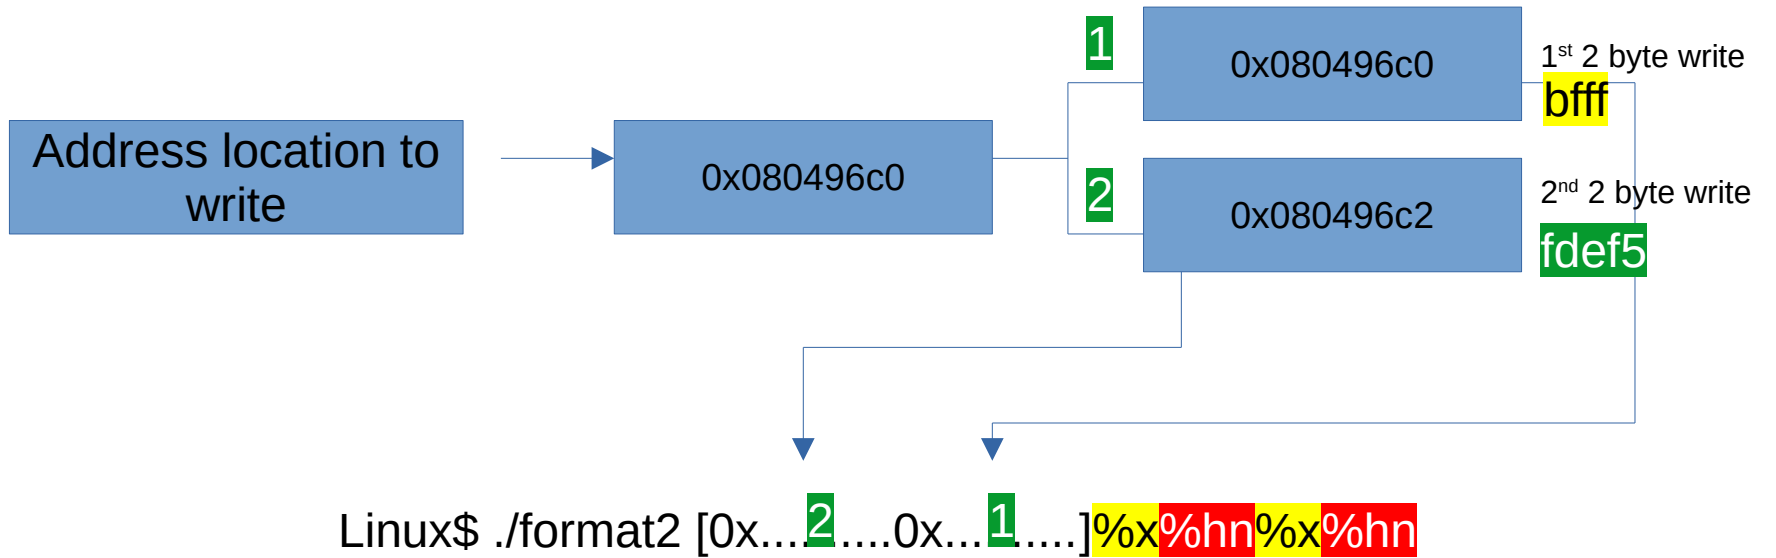 1
0x080496c0
1st 2 byte write
bfff
Address location to
write
0x080496c0
2
0x080496c2
2nd 2 byte write
fdef5
Linux$ ./format2 [0x....2.....0x...1.....]%x%hn%x%hn